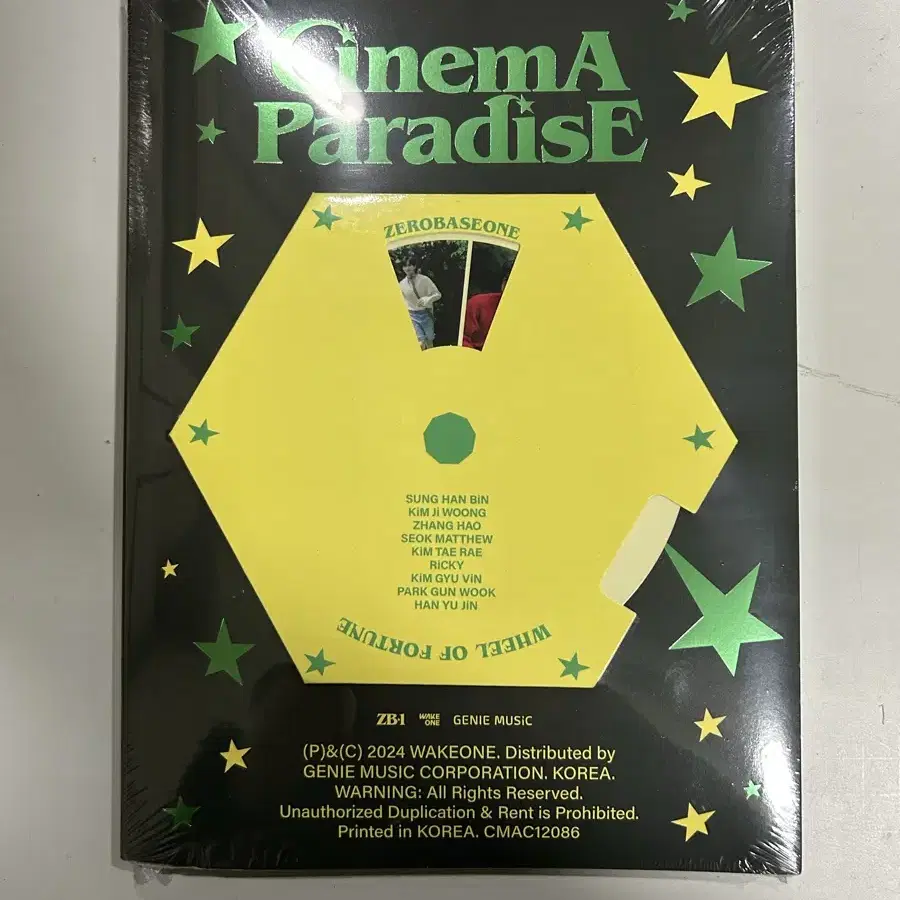 CinemA
ParadisE
ZEROBASEONE
SUNG HAN BiN
KiM Ji WOONG
ZHANG HAO
SEOK MATTHEW
KiM TAE RAE
RiCKY
KiM GYU ViN
PARK GUN WOOK
HAN YU JiN
WHEEL OF FORTUNE
ZB-1 WAKE ONE GENIE MUSiC
(P)&(C) 2024 WAKEONE. Distributed by
GENIE MUSIC CORPORATION. KOREA.
WARNING: All Rights Reserved.
Unauthorized Duplication & Rent is Prohibited.
Printed in KOREA. CMAC12086